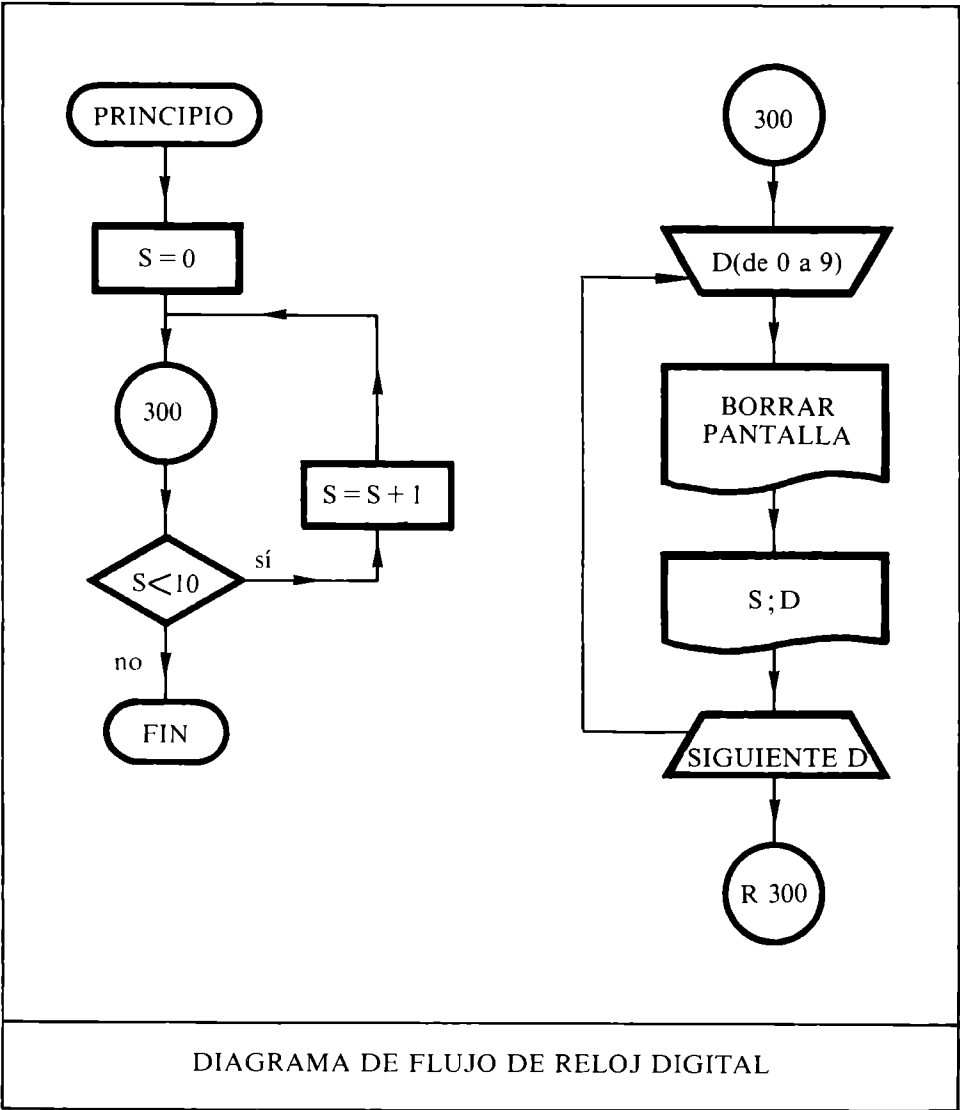 PRINCIPIO
S = 0
300
S = S + 1
S<10
sí
no
FIN
300
D(de 0 a 9)
BORRAR
PANTALLA
S ; D
SIGUIENTE D
R 300
DIAGRAMA DE FLUJO DE RELOJ DIGITAL